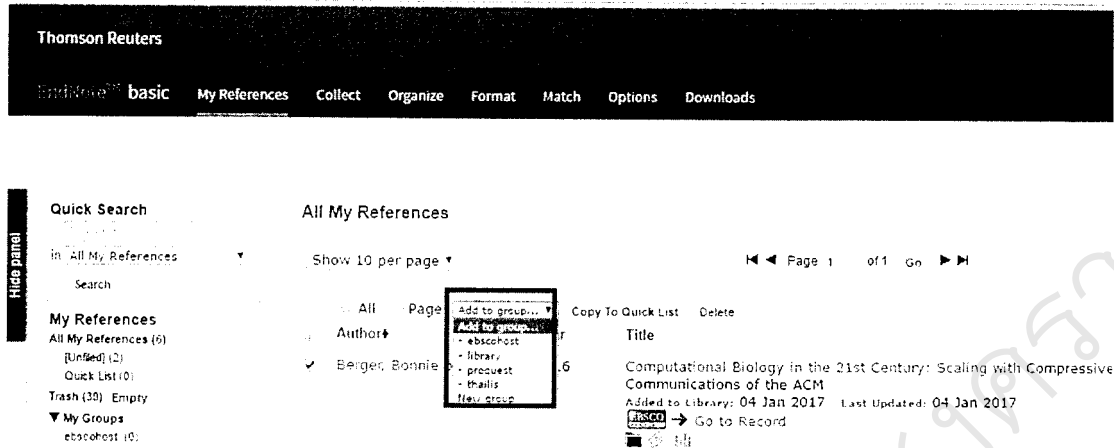 Thomson Reuters
EndNote basic My References Collect Organize Format Match Options Downloads
Hide panel
Quick Search
in All My References
Search
My References
All My References (6)
[Unfiled] (2)
Quick List (0)
Trash (30) Empty
▼ My Groups
ebscohost (0)
All My References
Show 10 per page
Page 1 of 1 Go
All Page Add to group... Copy To Quick List Delete
Add to group...
- ebscohost
- library
- proquest
- thailis
New group
Author Title
Berger, Bonnie
Computational Biology in the 21st Century: Scaling with Compressive
Communications of the ACM
Added to Library: 04 Jan 2017 Last Updated: 04 Jan 2017
EBSCO → Go to Record